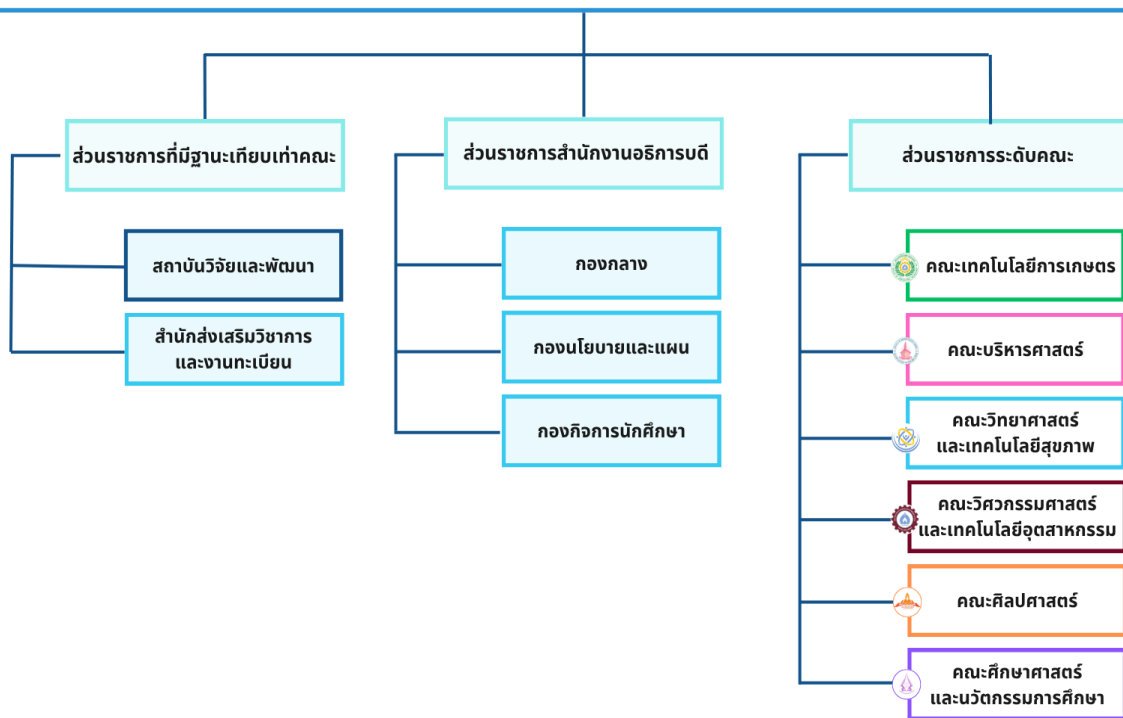 ส่วนราชการที่มีฐานะเทียบเท่าคณะ
สถาบันวิจัยและพัฒนา
สำนักส่งเสริมวิชาการ
และงานทะเบียน
ส่วนราชการสำนักงานอธิการบดี
กองกลาง
กองนโยบายและแผน
กองกิจการนักศึกษา
ส่วนราชการระดับคณะ
คณะเทคโนโลยีการเกษตร
คณะบริหารศาสตร์
คณะวิทยาศาสตร์
และเทคโนโลยีสุขภาพ
คณะวิศวกรรมศาสตร์
และเทคโนโลยีอุตสาหกรรม
คณะศิลปศาสตร์
คณะศึกษาศาสตร์
และนวัตกรรมการศึกษา